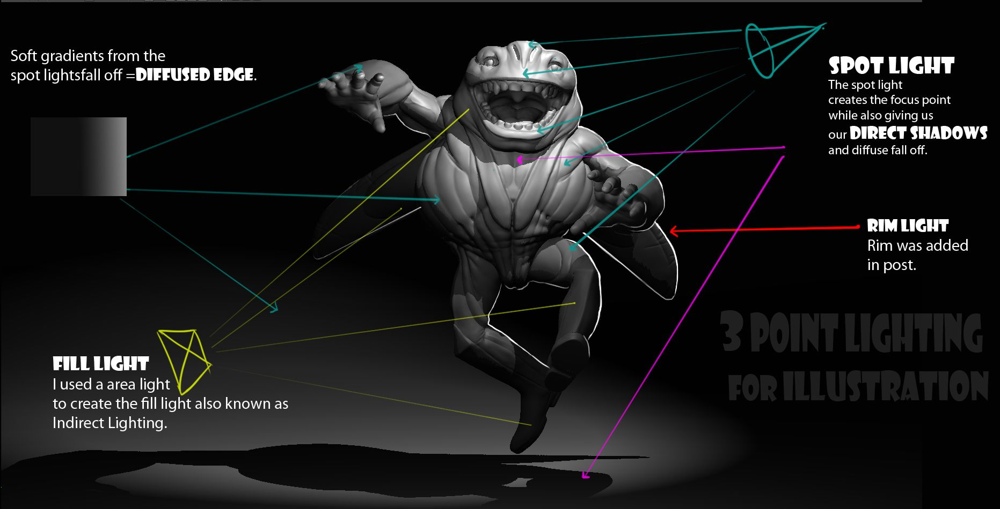 Soft gradients from the
spot lightsfall off =DIFFUSED EDGE.
SPOT LIGHT
The spot light
creates the focus point
while also giving us
our DIRECT SHADOWS
and diffuse fall off.
RIM LIGHT
Rim was added
in post.
3 POINT LIGHTING
FOR ILLUSTRATION
FILL LIGHT
I used a area light
to create the fill light also known as
Indirect Lighting.